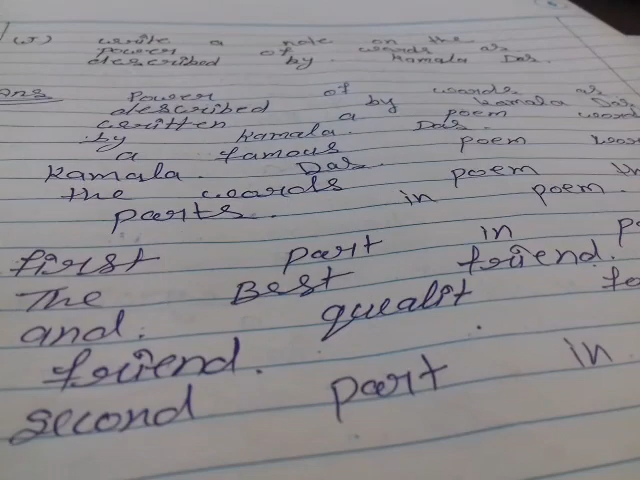 write a note on the
power of words as
described by. Kamala Das.
Ans Power of words as
described by Kamala Das
written a poem word
by Kamala. Das.
a famous poem
Kamala. Das.
the words poem
parts. in poem.
first part in
The Best friend.
and. qualit
friend.
second part in